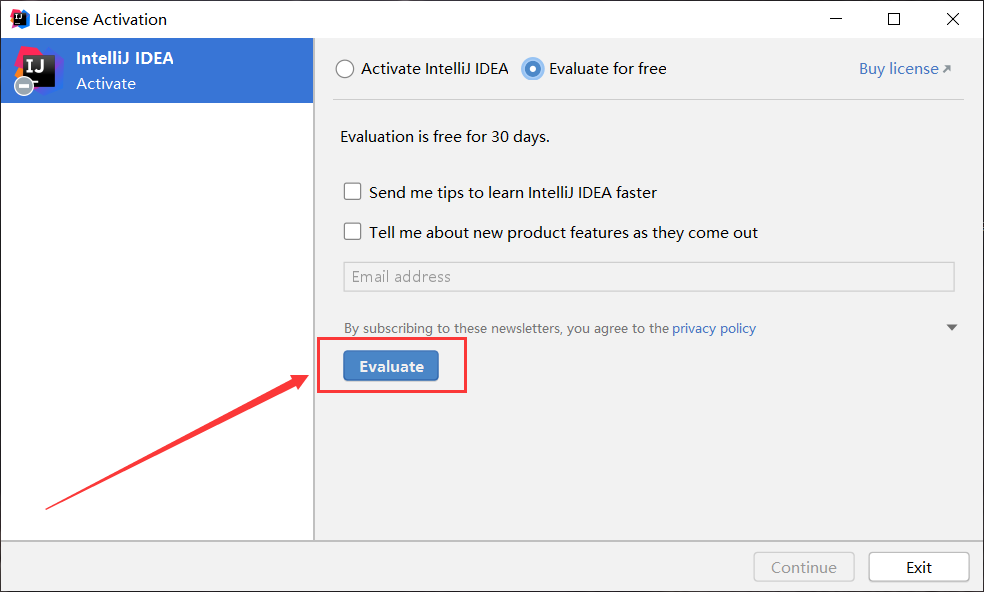 License Activation
IntelliJ IDEA
Activate
Activate IntelliJ IDEA
Evaluate for free
Buy license
Evaluation is free for 30 days.
Send me tips to learn IntelliJ IDEA faster
Tell me about new product features as they come out
Email address
By subscribing to these newsletters, you agree to the privacy policy
Evaluate
Continue
Exit